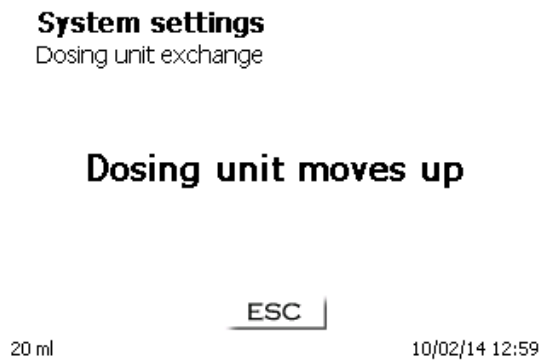 System settings
Dosing unit exchange
Dosing unit moves up
ESC
20 ml 10/02/14 12:59